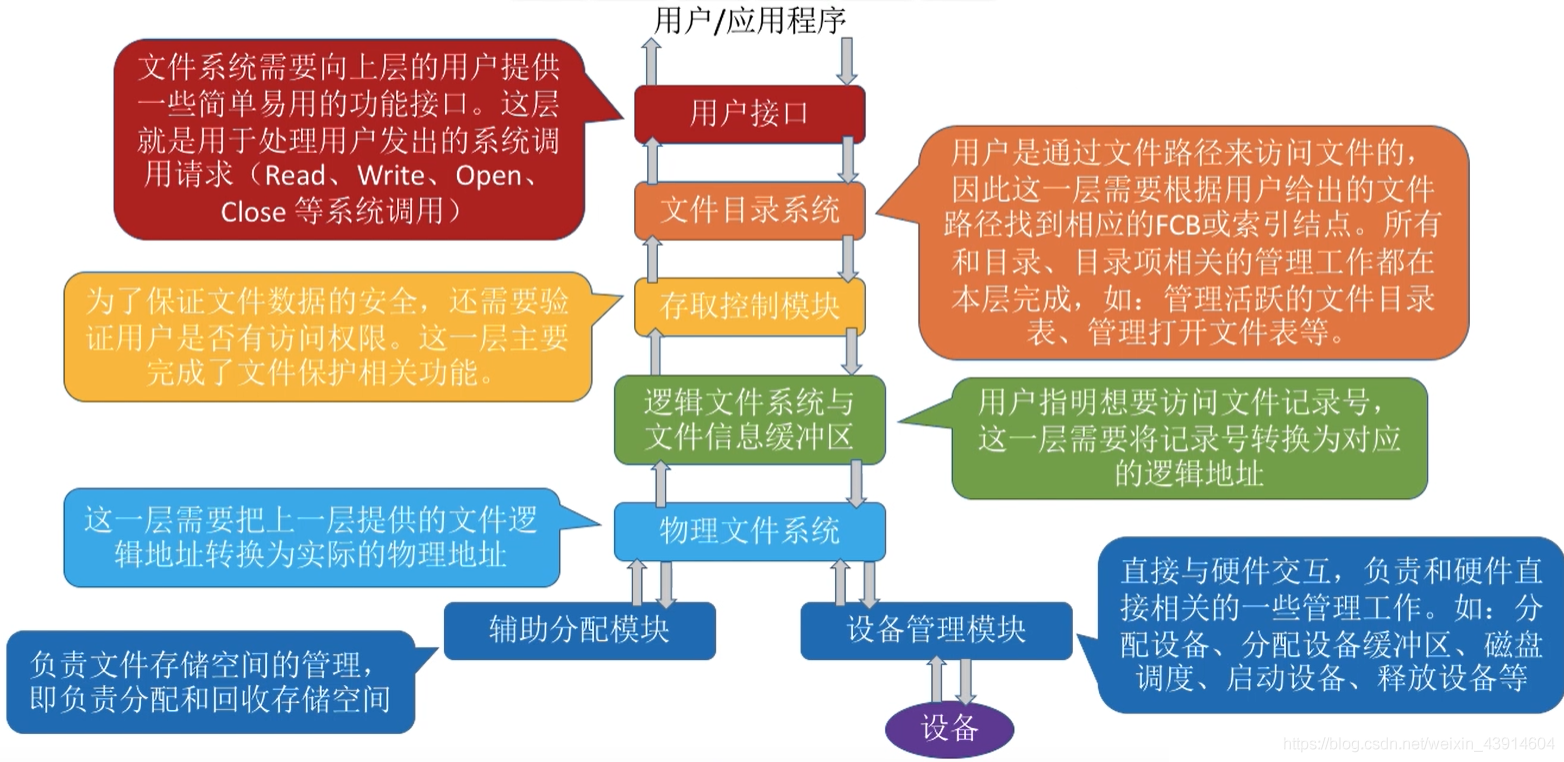 用户/应用程序
文件系统需要向上层的用户提供
一些简单易用的功能接口。这层
就是用于处理用户发出的系统调
用请求（Read、Write、Open、
Close 等系统调用）
用户接口
用户是通过文件路径来访问文件的，
因此这一层需要根据用户给出的文件
路径找到相应的FCB或索引结点。所有
和目录、目录项相关的管理工作都在
本层完成，如：管理活跃的文件目录
表、管理打开文件表等。
文件目录系统
为了保证文件数据的安全，还需要验
证用户是否有访问权限。这一层主要
完成了文件保护相关功能。
存取控制模块
逻辑文件系统与
文件信息缓冲区
用户指明想要访问文件记录号，
这一层需要将记录号转换为对应
的逻辑地址
这一层需要把上一层提供的文件逻
辑地址转换为实际的物理地址
物理文件系统
辅助分配模块
设备管理模块
直接与硬件交互，负责和硬件直
接相关的一些管理工作。如：分
配设备、分配设备缓冲区、磁盘
调度、启动设备、释放设备等
负责文件存储空间的管理，
即负责分配和回收存储空间
设备
https://blog.csdn.net/weixin_43914604